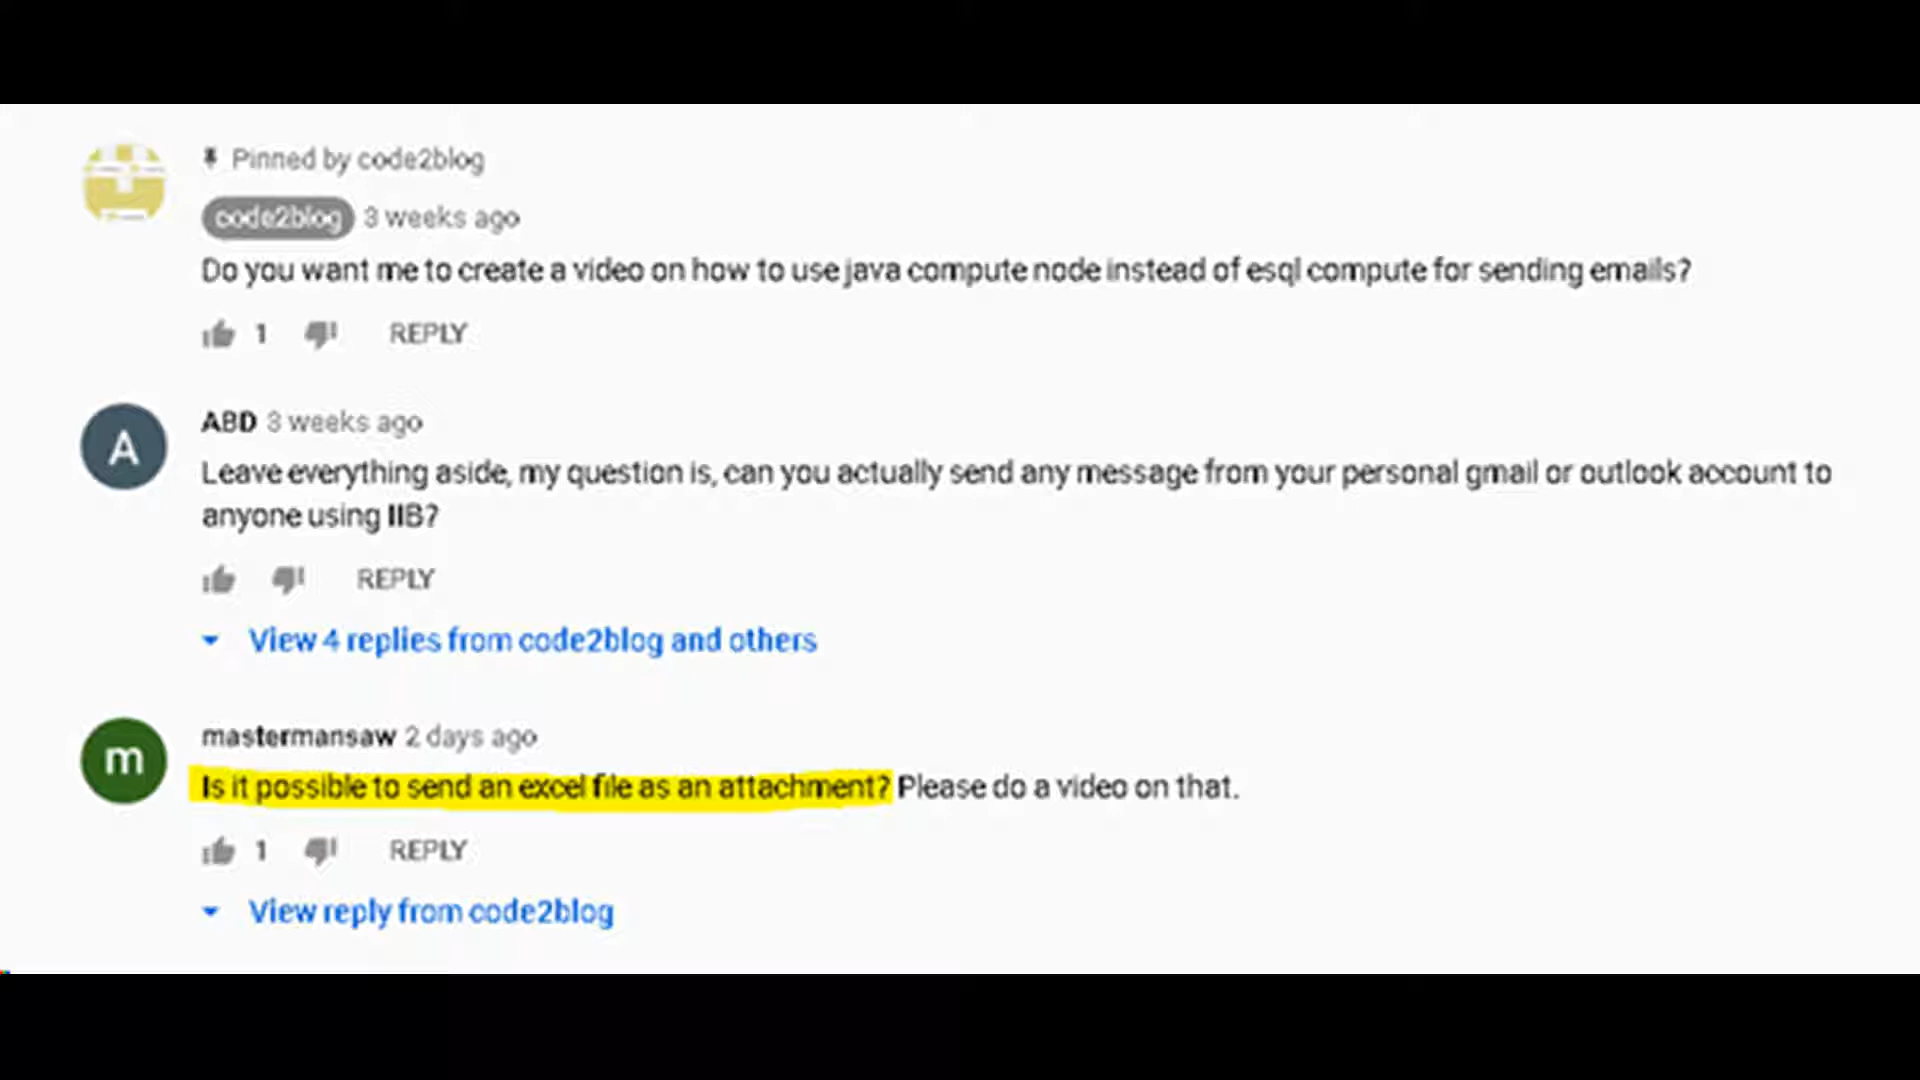 Pinned by code2blog
code2blog 3 weeks ago
Do you want me to create a video on how to use java compute node instead of esql compute for sending emails?
1 REPLY
A
ABD 3 weeks ago
Leave everything aside, my question is, can you actually send any message from your personal gmail or outlook account to
anyone using IIB?
REPLY
View 4 replies from code2blog and others
m
mastermansaw 2 days ago
Is it possible to send an excel file as an attachment? Please do a video on that.
1 REPLY
View reply from code2blog